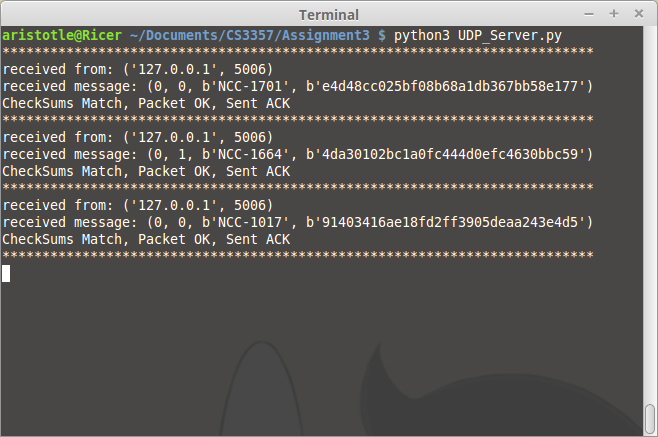 Terminal
aristotle@Ricer ~/Documents/CS3357/Assignment3 $ python3 UDP_Server.py
**************************************************************************
received from: ('127.0.0.1', 5006)
received message: (0, 0, b'NCC-1701', b'e4d48cc025bf08b68a1db367bb58e177')
CheckSums Match, Packet OK, Sent ACK
**************************************************************************
received from: ('127.0.0.1', 5006)
received message: (0, 1, b'NCC-1664', b'4da30102bc1a0fc444d0efc4630bbc59')
CheckSums Match, Packet OK, Sent ACK
**************************************************************************
received from: ('127.0.0.1', 5006)
received message: (0, 0, b'NCC-1017', b'91403416ae18fd2ff3905deaa243e4d5')
CheckSums Match, Packet OK, Sent ACK
**************************************************************************